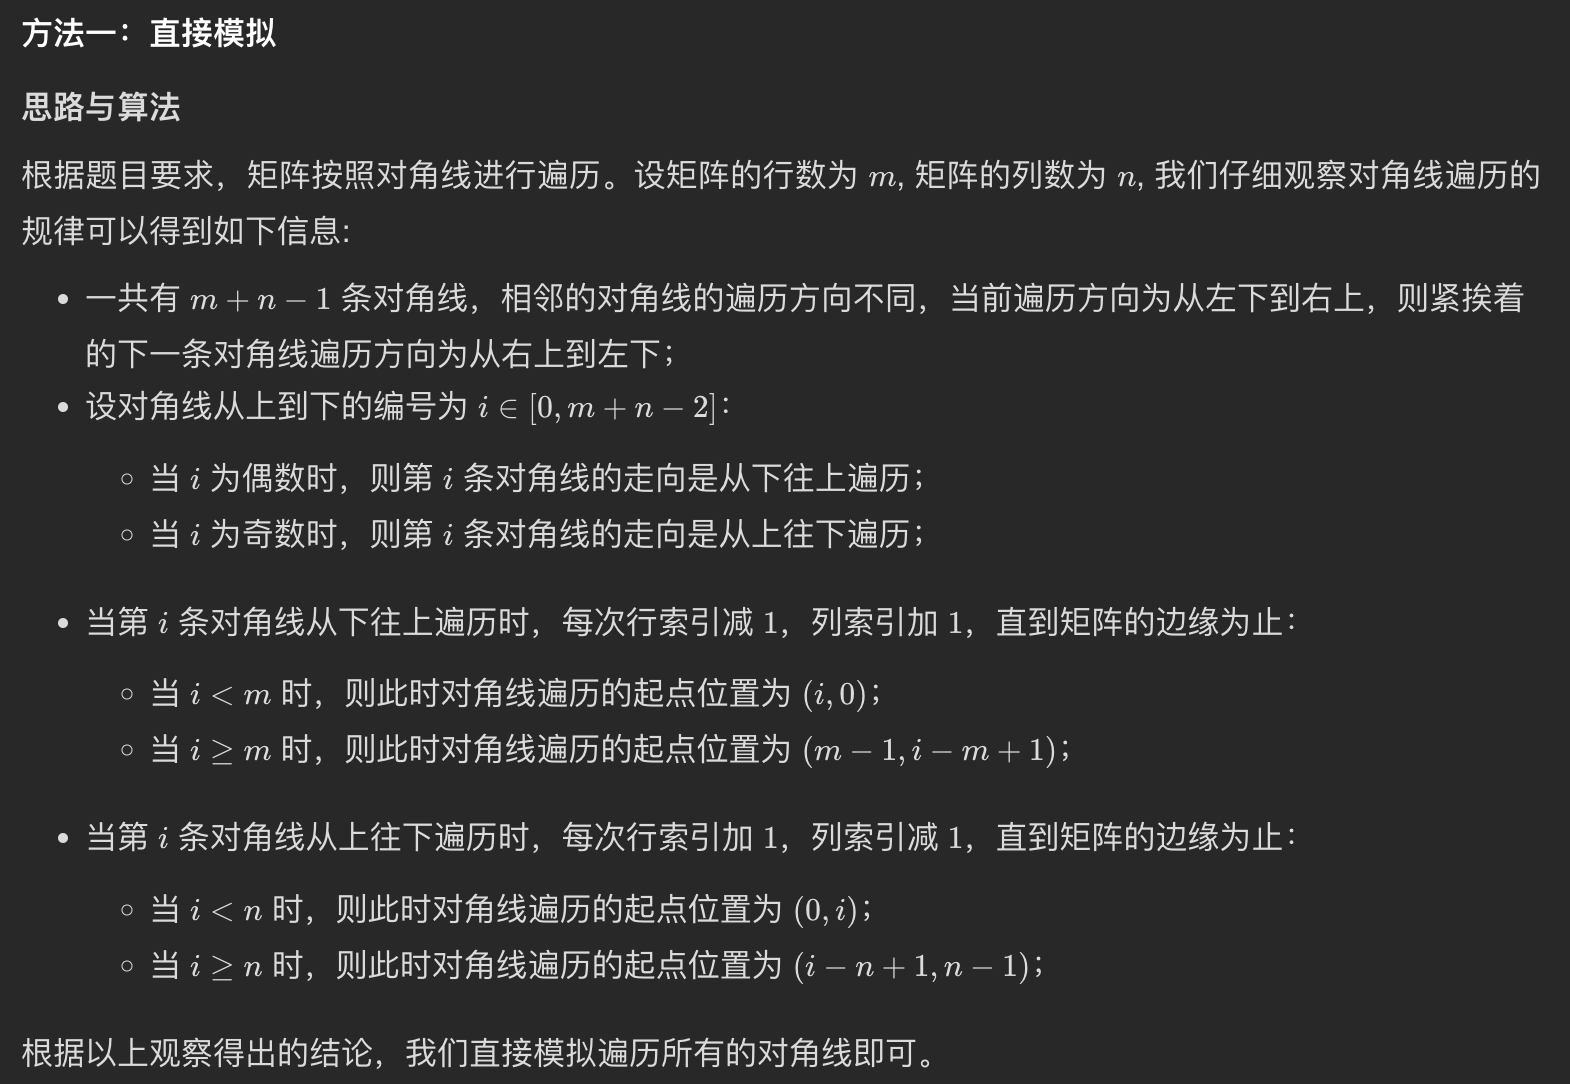 方法一：直接模拟
思路与算法
根据题目要求，矩阵按照对角线进行遍历。设矩阵的行数为 m, 矩阵的列数为 n, 我们仔细观察对角线遍历的
规律可以得到如下信息:
• 一共有 m + n − 1 条对角线，相邻的对角线的遍历方向不同，当前遍历方向为从左下到右上，则紧挨着
的下一条对角线遍历方向为从右上到左下；
• 设对角线从上到下的编号为 i ∈ [0, m + n − 2]：
◦ 当 i 为偶数时，则第 i 条对角线的走向是从下往上遍历；
◦ 当 i 为奇数时，则第 i 条对角线的走向是从上往下遍历；
• 当第 i 条对角线从下往上遍历时，每次行索引减 1，列索引加 1，直到矩阵的边缘为止：
◦ 当 i < m 时，则此时对角线遍历的起点位置为 (i, 0)；
◦ 当 i ≥ m 时，则此时对角线遍历的起点位置为 (m − 1, i − m + 1)；
• 当第 i 条对角线从上往下遍历时，每次行索引加 1，列索引减 1，直到矩阵的边缘为止：
◦ 当 i < n 时，则此时对角线遍历的起点位置为 (0, i)；
◦ 当 i ≥ n 时，则此时对角线遍历的起点位置为 (i − n + 1, n − 1)；
根据以上观察得出的结论，我们直接模拟遍历所有的对角线即可。